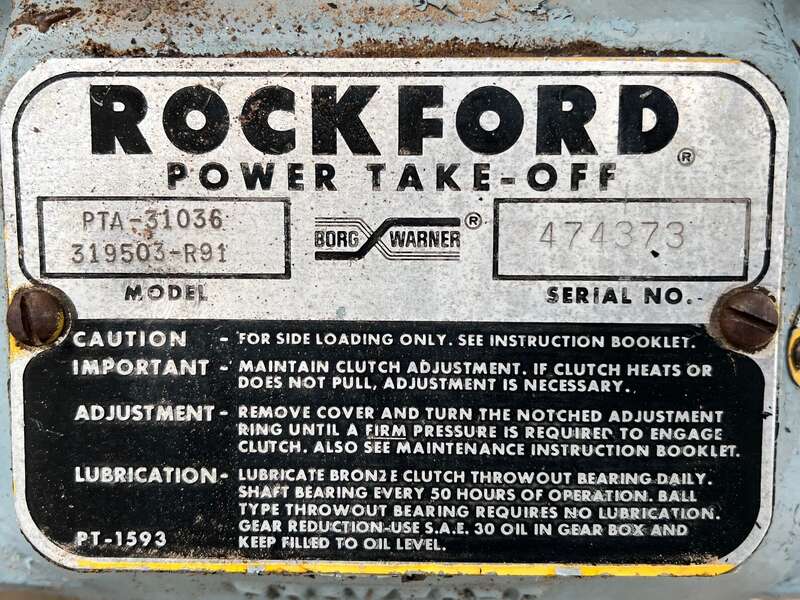 ROCKFORD®
POWER TAKE-OFF
PTA-31036
319503-R91
MODEL
BORG WARNER®
474373
SERIAL NO.
CAUTION - FOR SIDE LOADING ONLY. SEE INSTRUCTION BOOKLET.
IMPORTANT - MAINTAIN CLUTCH ADJUSTMENT. IF CLUTCH HEATS OR
DOES NOT PULL, ADJUSTMENT IS NECESSARY.
ADJUSTMENT - REMOVE COVER AND TURN THE NOTCHED ADJUSTMENT
RING UNTIL A FIRM PRESSURE IS REQUIRED TO ENGAGE
CLUTCH. ALSO SEE MAINTENANCE INSTRUCTION BOOKLET.
LUBRICATION - LUBRICATE BRONZE CLUTCH THROWOUT BEARING DAILY.
SHAFT BEARING EVERY 50 HOURS OF OPERATION. BALL
TYPE THROWOUT BEARING REQUIRES NO LUBRICATION.
GEAR REDUCTION-USE S.A.E. 30 OIL IN GEAR BOX AND
KEEP FILLED TO OIL LEVEL.
PT-1593